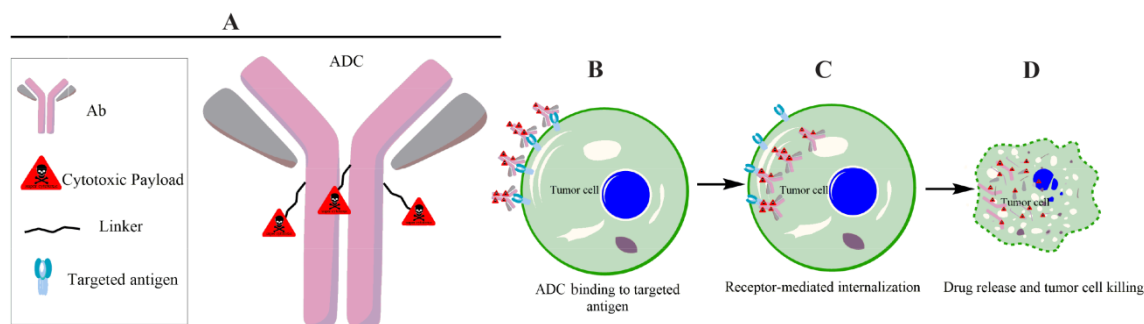 A
Ab
Cytotoxic Payload
Linker
Targeted antigen
ADC
B
Tumor cell
ADC binding to targeted
antigen
C
Tumor cell
Receptor-mediated internalization
D
Tumor cell
Drug release and tumor cell killing